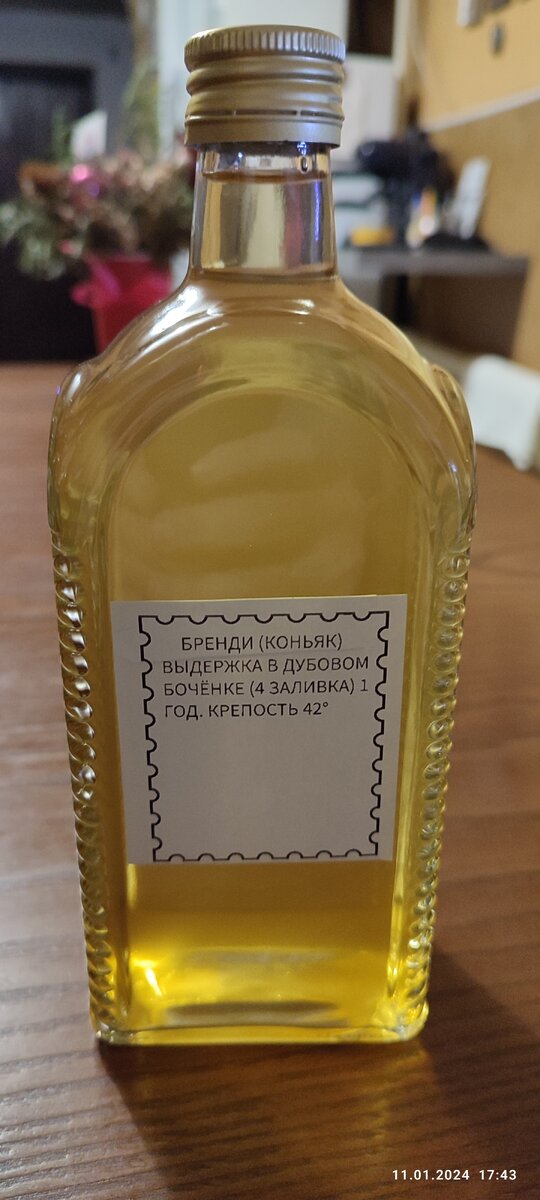 БРЕНДИ (КОНЬЯК)
ВЫДЕРЖКА В ДУБОВОМ
БОЧЁНКЕ (4 ЗАЛИВКА) 1
ГОД. КРЕПОСТЬ 42°
11.01.2024 17:43